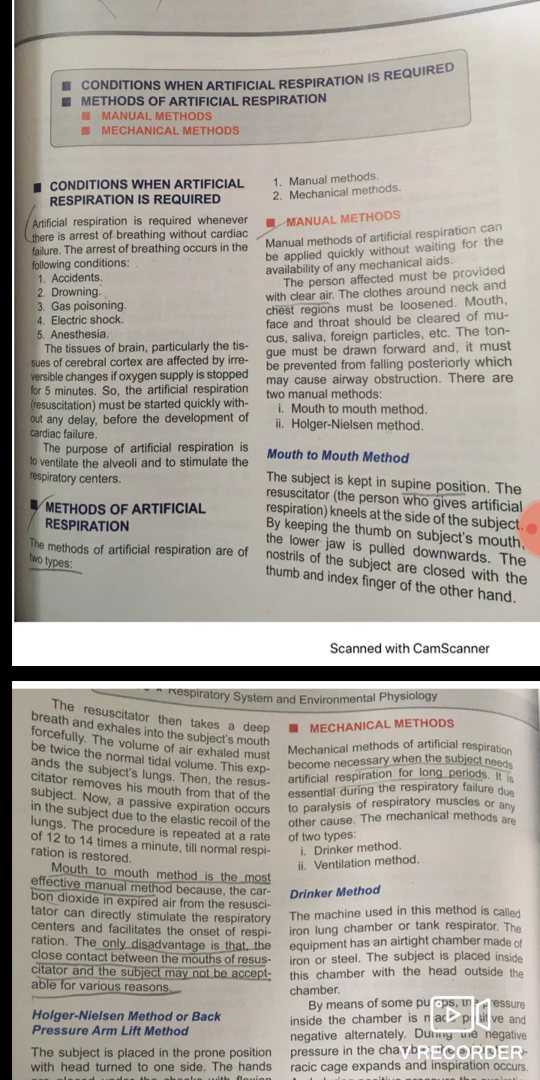 CONDITIONS WHEN ARTIFICIAL RESPIRATION IS REQUIRED
METHODS OF ARTIFICIAL RESPIRATION
MANUAL METHODS
MECHANICAL METHODS
CONDITIONS WHEN ARTIFICIAL
RESPIRATION IS REQUIRED
Artificial respiration is required whenever
there is arrest of breathing without cardiac
failure. The arrest of breathing occurs in the
following conditions:
1. Accidents.
2. Drowning.
3. Gas poisoning.
4. Electric shock.
5. Anesthesia.
The tissues of brain, particularly the tis-
sues of cerebral cortex are affected by irre-
versible changes if oxygen supply is stopped
for 5 minutes. So, the artificial respiration
(resuscitation) must be started quickly with-
out any delay, before the development of
cardiac failure.
The purpose of artificial respiration is
to ventilate the alveoli and to stimulate the
respiratory centers.
METHODS OF ARTIFICIAL
RESPIRATION
The methods of artificial respiration are of
two types:
1. Manual methods.
2. Mechanical methods.
MANUAL METHODS
Manual methods of artificial respiration can
be applied quickly without waiting for the
availability of any mechanical aids.
The person affected must be provided
with clear air. The clothes around neck and
chest regions must be loosened. Mouth,
face and throat should be cleared of mu-
cus, saliva, foreign particles, etc. The ton-
gue must be drawn forward and, it must
be prevented from falling posteriorly which
may cause airway obstruction. There are
two manual methods:
i. Mouth to mouth method.
ii. Holger-Nielsen method.
Mouth to Mouth Method
The subject is kept in supine position. The
resuscitator (the person who gives artificial
respiration) kneels at the side of the subject.
By keeping the thumb on subject's mouth,
the lower jaw is pulled downwards. The
nostrils of the subject are closed with the
thumb and index finger of the other hand.
Scanned with CamScanner
Respiratory System and Environmental Physiology
The resuscitator then takes a deep
breath and exhales into the subject's mouth
forcefully. The volume of air exhaled must
be twice the normal tidal volume. This exp-
ands the subject's lungs. Then, the resus-
citator removes his mouth from that of the
subject. Now, a passive expiration occurs
in the subject due to the elastic recoil of the
lungs. The procedure is repeated at a rate
of 12 to 14 times a minute, till normal respi-
ration is restored.
Mouth to mouth method is the most
effective manual method because, the car-
bon dioxide in expired air from the resusci-
tator can directly stimulate the respiratory
centers and facilitates the onset of respi-
ration. The only disadvantage is that, the
close contact between the mouths of resus-
citator and the subject may not be accept-
able for various reasons.
Holger-Nielsen Method or Back
Pressure Arm Lift Method
The subject is placed in the prone position
with head turned to one side. The hands
MECHANICAL METHODS
Mechanical methods of artificial respiration
become necessary when the subject needs
artificial respiration for long periods. It is
essential during the respiratory failure due
to paralysis of respiratory muscles or any
other cause. The mechanical methods are
of two types:
i. Drinker method.
ii. Ventilation method.
Drinker Method
The machine used in this method is called
iron lung chamber or tank respirator. The
equipment has an airtight chamber made of
iron or steel. The subject is placed inside
this chamber with the head outside the
chamber.
By means of some
inside the chamber is and
negative alternately. During the negative
pressure in the
racic cage expands and inspiration occurs.
V RECORDER